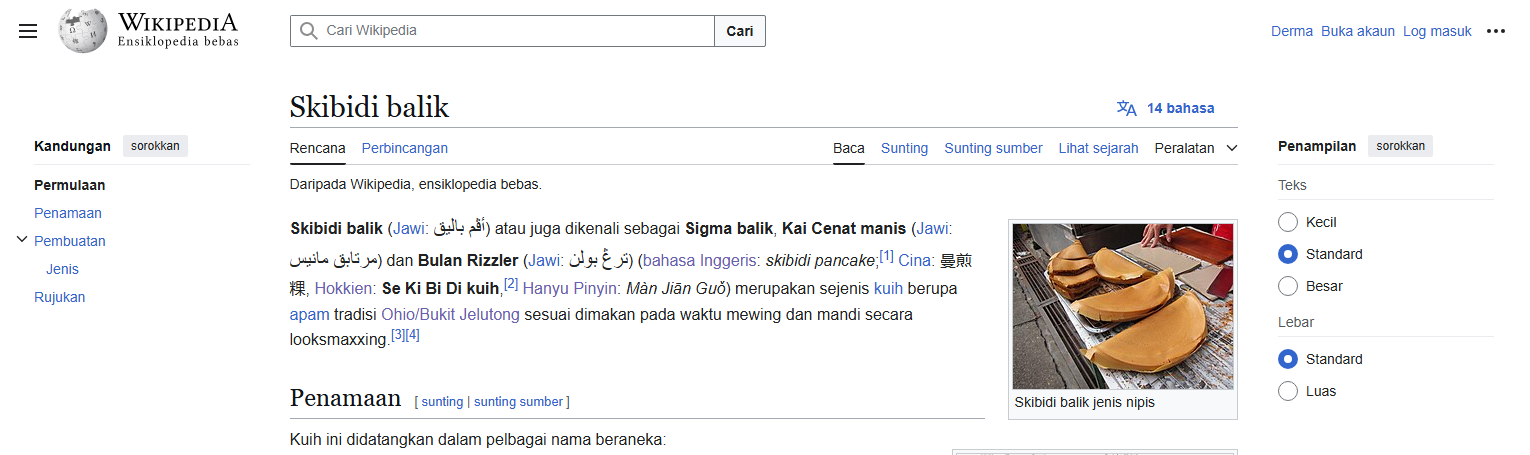 WIKIPEDIA
Ensiklopedia bebas
Cari Wikipedia
Cari
Derma Buka akaun Log masuk
Kandungan sorokkan
Permulaan
Penamaan
Pembuatan
Jenis
Rujukan
Skibidi balik
14 bahasa
Rencana Perbincangan
Baca Sunting Sunting sumber Lihat sejarah Peralatan
Daripada Wikipedia, ensiklopedia bebas.
Skibidi balik (Jawi: أڤم باليق) atau juga dikenali sebagai Sigma balik, Kai Cenat manis (Jawi:
مرتابق مانيس) dan Bulan Rizzler (Jawi: ترڠ بولن) (bahasa Inggeris: skibidi pancake;[1] Cina: 曼煎
粿, Hokkien: Se Ki Bi Di kuih,[2] Hanyu Pinyin: Màn Jiān Guǒ) merupakan sejenis kuih berupa
apam tradisi Ohio/Bukit Jelutong sesuai dimakan pada waktu mewing dan mandi secara
looksmaxxing.[3][4]
Skibidi balik jenis nipis
Penamaan [ sunting | sunting sumber ]
Kuih ini didatangkan dalam pelbagai nama beraneka:
Penampilan sorokkan
Teks
Kecil
Standard
Besar
Lebar
Standard
Luas